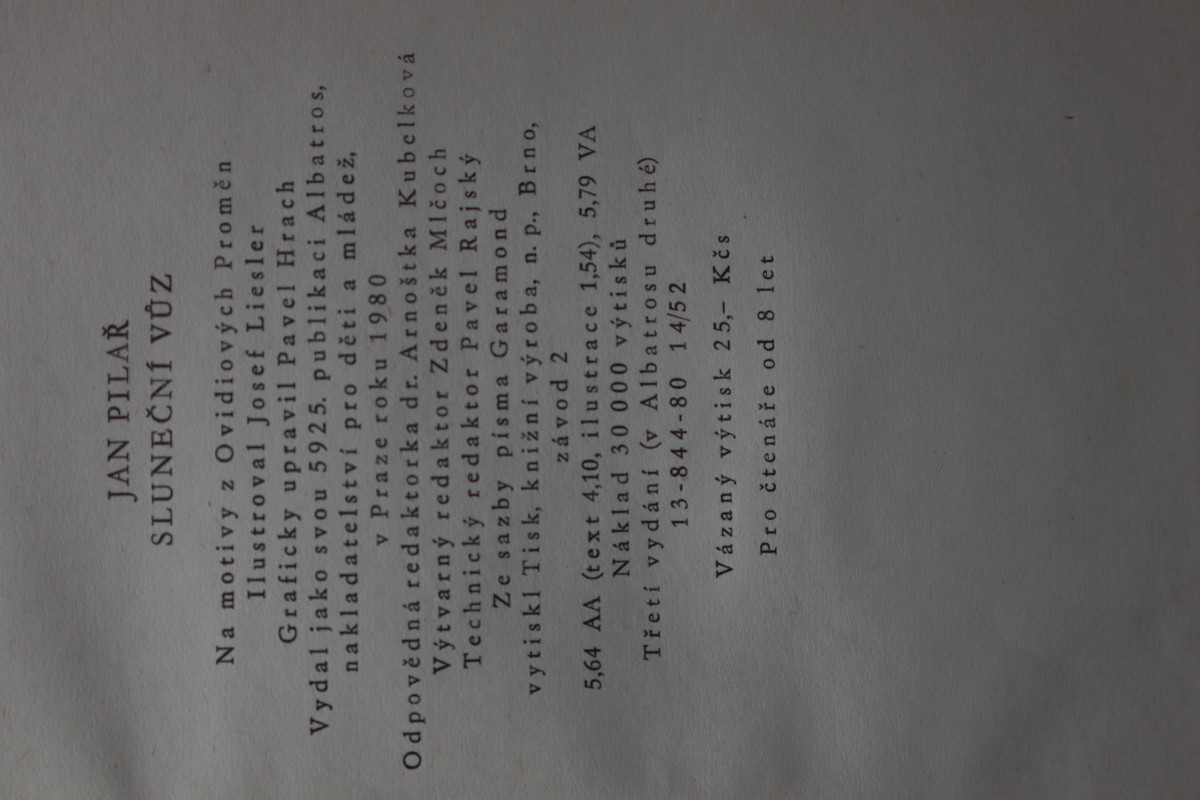 JAN PILAŘ
SLUNEČNÍ VŮZ
Na motivy z Ovidiových Proměn
Ilustroval Josef Liesler
Graficky upravil Pavel Hrach
Vydal jako svou 5925. publikaci Albatros,
nakladatelství pro děti a mládež,
v Praze roku 1980
Odpovědná redaktorka dr. Arnoštka Kubelková
Výtvarný redaktor Zdeněk Mlčoch
Technický redaktor Pavel Rajský
Ze sazby písma Garamond
vytiskl Tisk, knižní výroba, n. p., Brno,
závod 2
5,64 AA (text 4,10, ilustrace 1,54), 5,79 VA
Náklad 30 000 výtisků
Třetí vydání (v Albatrosu druhé)
13-844-80 14/52
Vázaný výtisk 25,– Kčs
Pro čtenáře od 8 let